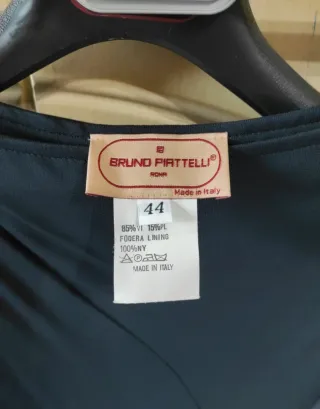 BRUNO PIATTELLI®
ROMA
Made in Italy
44
85%VI 15%PL
FODERA LINING
100%NY
MADE IN ITALY